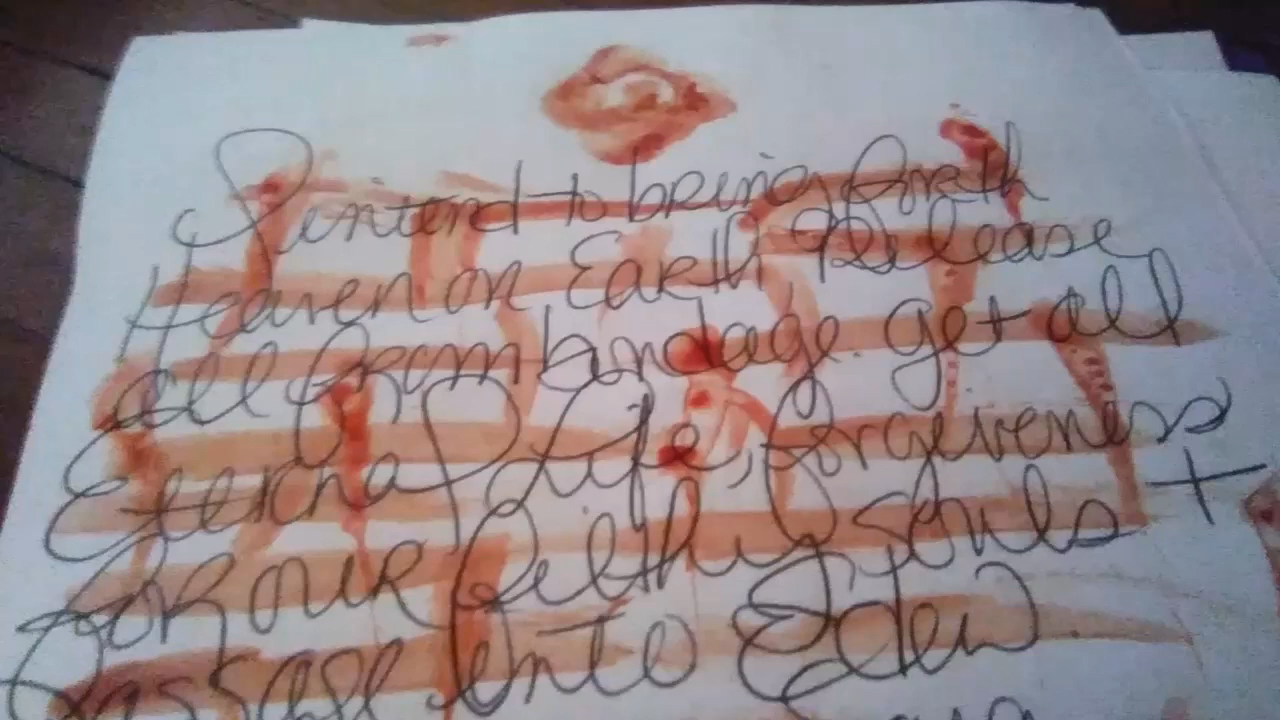 I intend to bring forth
Heaven on Earth, Release
all from bondage. get all
Eternal Life, forgiveness
for our filthy souls +
Passage into Eden